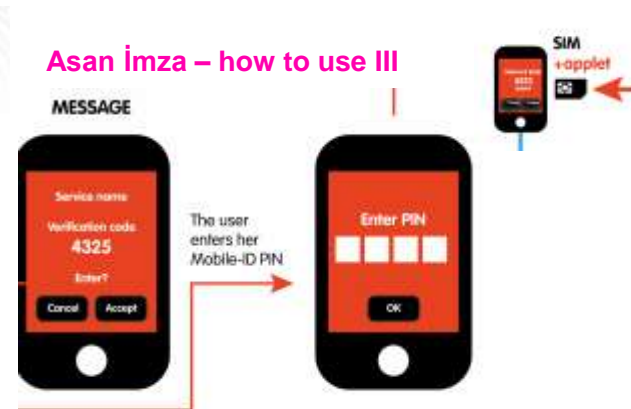 Asan İmza – how to use III
SIM
+applet
MESSAGE
Service name
Verification code
4325
Enter?
Cancel
Accept
The user
enters her
Mobile-ID PIN
Enter PIN
OK